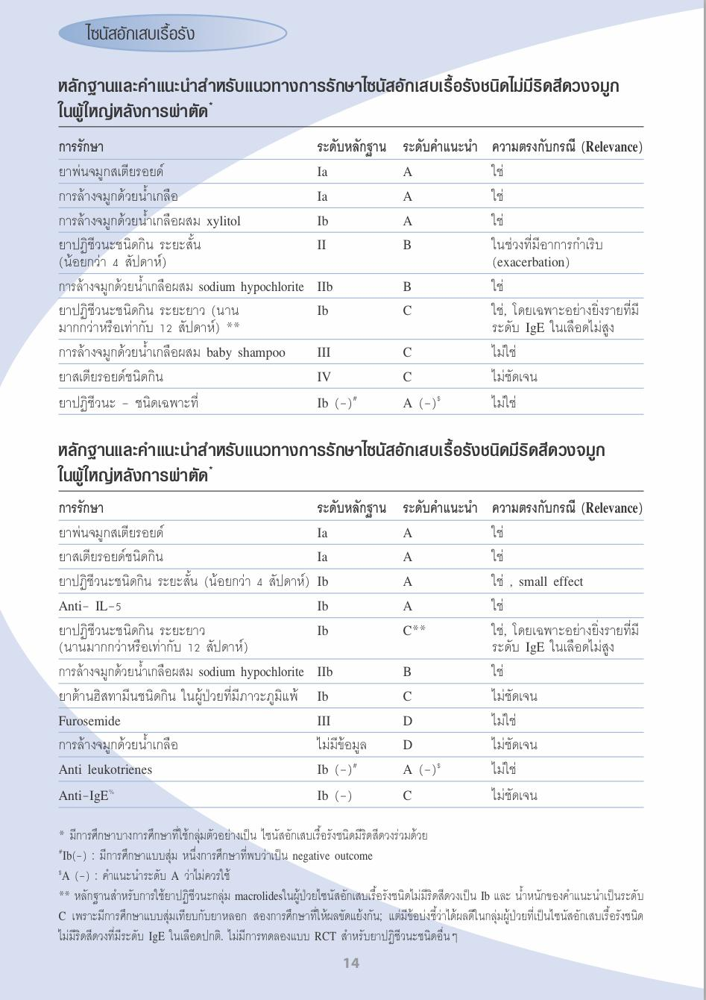 ไซนัสอักเสบเรื้อรัง
หลักฐานและคำแนะนำสำหรับแนวทางการรักษาไซนัสอักเสบเรื้อรังชนิดไม่มีริดสีดวงจมูก
ในผู้ใหญ่หลังการผ่าตัด*
การรักษา ระดับหลักฐาน ระดับคำแนะนำ ความตรงกับกรณี (Relevance)
ยาพ่นจมูกสเตียรอยด์ Ia A ใช่
การล้างจมูกด้วยน้ำเกลือ Ia A ใช่
การล้างจมูกด้วยน้ำเกลือผสม xylitol Ib A ใช่
ยาปฏิชีวนะชนิดกิน ระยะสั้น II B ในช่วงที่มีอาการกำเริบ
(น้อยกว่า 4 สัปดาห์) (exacerbation)
การล้างจมูกด้วยน้ำเกลือผสม sodium hypochlorite IIb B ใช่
ยาปฏิชีวนะชนิดกิน ระยะยาว (นาน Ib C ใช่, โดยเฉพาะอย่างยิ่งรายที่มี
มากกว่าหรือเท่ากับ 12 สัปดาห์) ** ระดับ IgE ในเลือดไม่สูง
การล้างจมูกด้วยน้ำเกลือผสม baby shampoo III C ไม่ใช่
ยาสเตียรอยด์ชนิดกิน IV C ไม่ชัดเจน
ยาปฏิชีวนะ – ชนิดเฉพาะที่ Ib (–)# A (–)$ ไม่ใช่
หลักฐานและคำแนะนำสำหรับแนวทางการรักษาไซนัสอักเสบเรื้อรังชนิดมีริดสีดวงจมูก
ในผู้ใหญ่หลังการผ่าตัด*
การรักษา ระดับหลักฐาน ระดับคำแนะนำ ความตรงกับกรณี (Relevance)
ยาพ่นจมูกสเตียรอยด์ Ia A ใช่
ยาสเตียรอยด์ชนิดกิน Ia A ใช่
ยาปฏิชีวนะชนิดกิน ระยะสั้น (น้อยกว่า 4 สัปดาห์) Ib A ใช่ , small effect
Anti– IL–5 Ib A ใช่
ยาปฏิชีวนะชนิดกิน ระยะยาว Ib C** ใช่, โดยเฉพาะอย่างยิ่งรายที่มี
(นานมากกว่าหรือเท่ากับ 12 สัปดาห์) ระดับ IgE ในเลือดไม่สูง
การล้างจมูกด้วยน้ำเกลือผสม sodium hypochlorite IIb B ใช่
ยาต้านฮิสทามีนชนิดกิน ในผู้ป่วยที่มีภาวะภูมิแพ้ Ib C ไม่ชัดเจน
Furosemide III D ไม่ใช่
การล้างจมูกด้วยน้ำเกลือ ไม่มีข้อมูล D ไม่ชัดเจน
Anti leukotrienes Ib (–)# A (–)$ ไม่ใช่
Anti–IgE% Ib (–) C ไม่ชัดเจน
* มีการศึกษาบางการศึกษาที่ใช้กลุ่มตัวอย่างเป็น ไซนัสอักเสบเรื้อรังชนิดมีริดสีดวงร่วมด้วย
#Ib(–) : มีการศึกษาแบบสุ่ม หนึ่งการศึกษาที่พบว่าเป็น negative outcome
$A (–) : คำแนะนำระดับ A ว่าไม่ควรใช้
** หลักฐานสำหรับการใช้ยาปฏิชีวนะกลุ่ม macrolidesในผู้ป่วยไซนัสอักเสบเรื้อรังชนิดไม่มีริดสีดวงเป็น Ib และ น้ำหนักของคำแนะนำเป็นระดับ
C เพราะมีการศึกษาแบบสุ่มเทียบกับยาหลอก สองการศึกษาที่ให้ผลขัดแย้งกัน; แต่มีข้อบ่งชี้ว่าได้ผลดีในกลุ่มผู้ป่วยที่เป็นไซนัสอักเสบเรื้อรังชนิด
ไม่มีริดสีดวงที่มีระดับ IgE ในเลือดปกติ. ไม่มีการทดลองแบบ RCT สำหรับยาปฏิชีวนะชนิดอื่นๆ
14